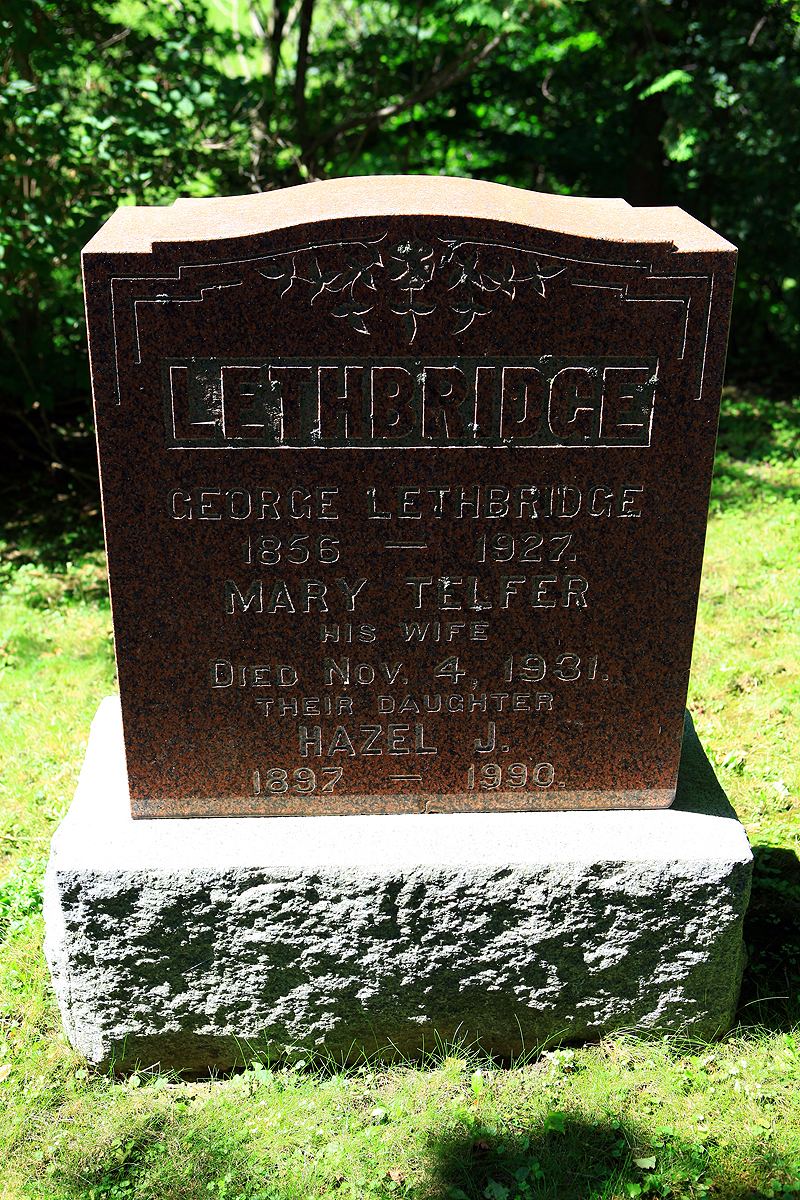 LETHBRIDGE
GEORGE LETHBRIDGE
1856 — 1927.
MARY TELFER
HIS WIFE
DIED NOV. 4, 1931.
THEIR DAUGHTER
HAZEL J.
1897 — 1990.